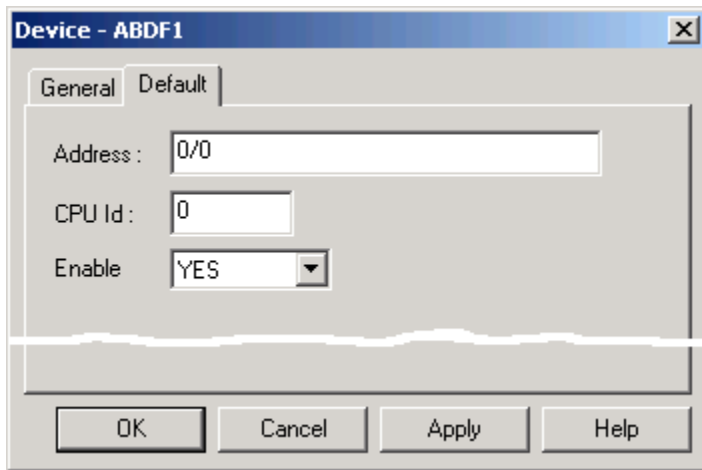 Device - ABDF1
General Default
Address : 0/0
CPU Id : 0
Enable YES
OK Cancel Apply Help